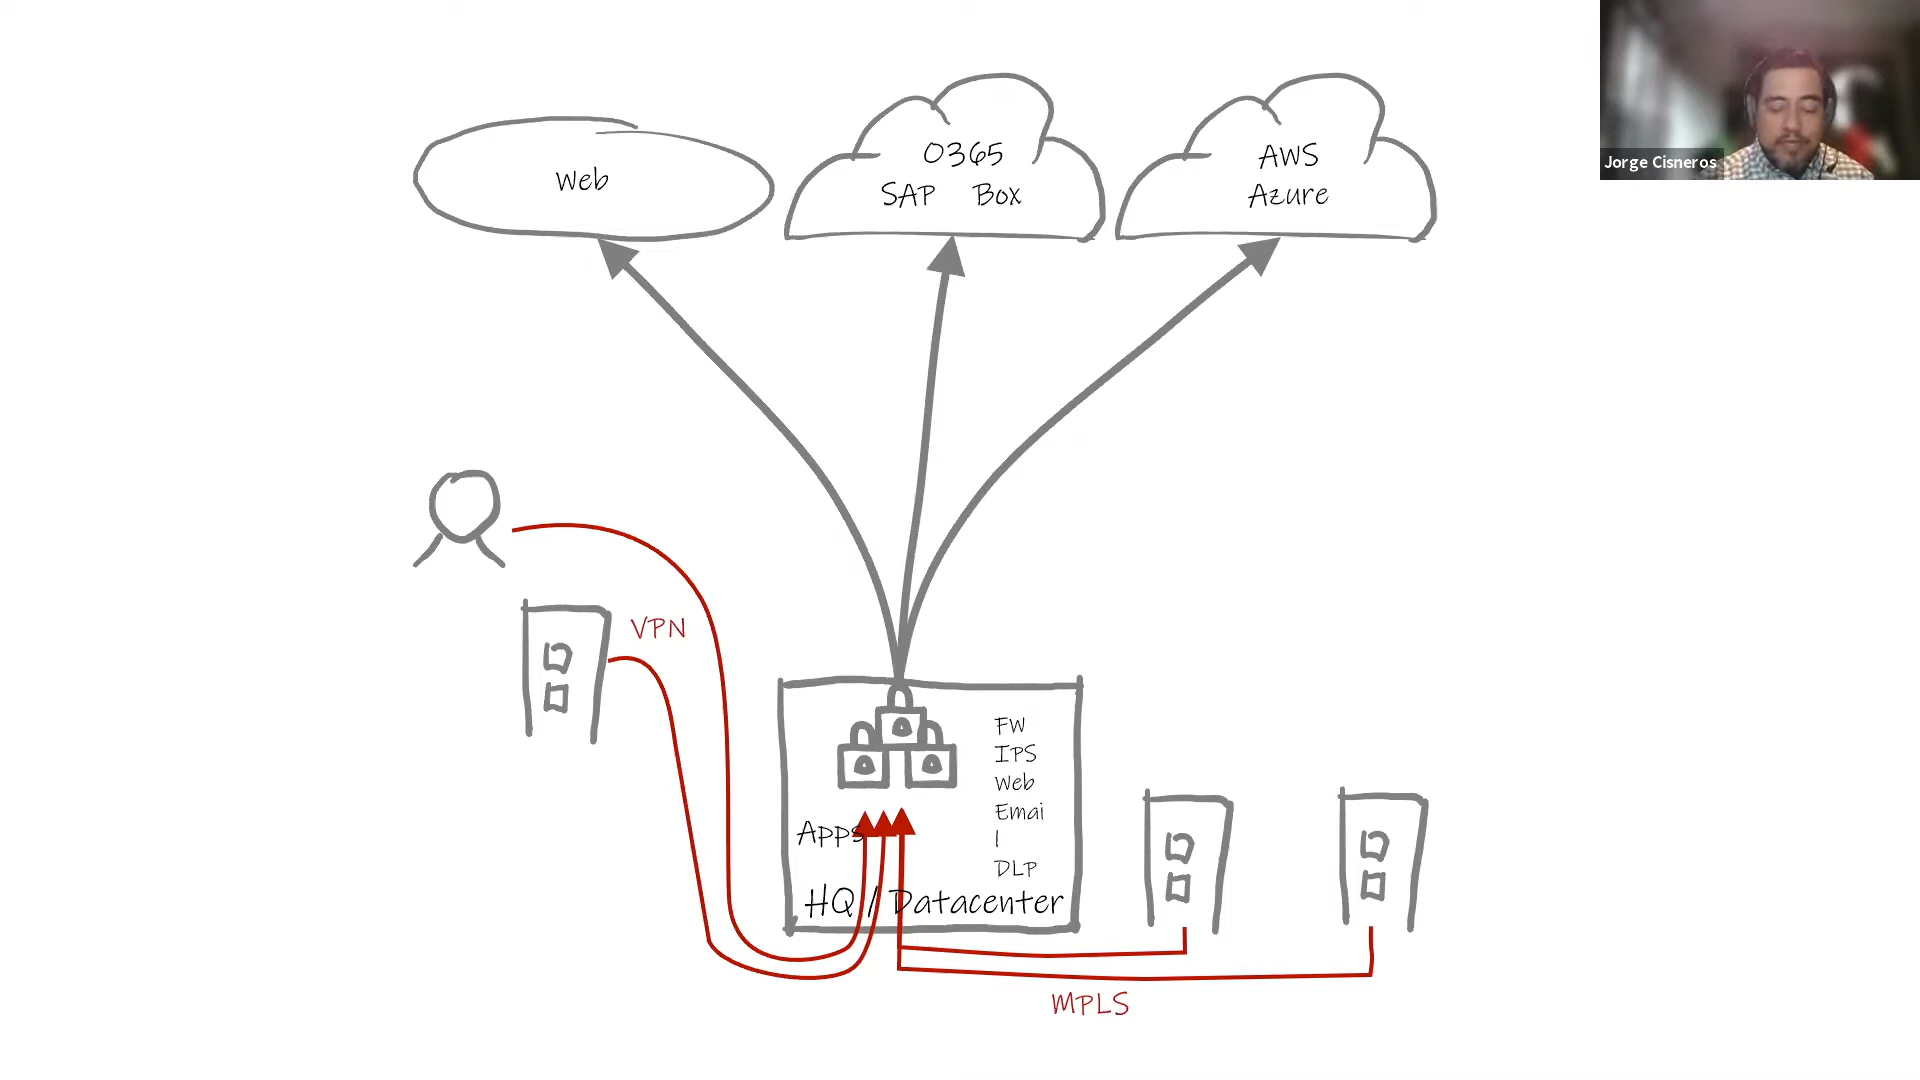 Jorge Cisneros
Web
O365
SAP Box
AWS
Azure
VPN
FW
IPS
Web
Emai
l
DLP
Apps
HQ / Datacenter
MPLS